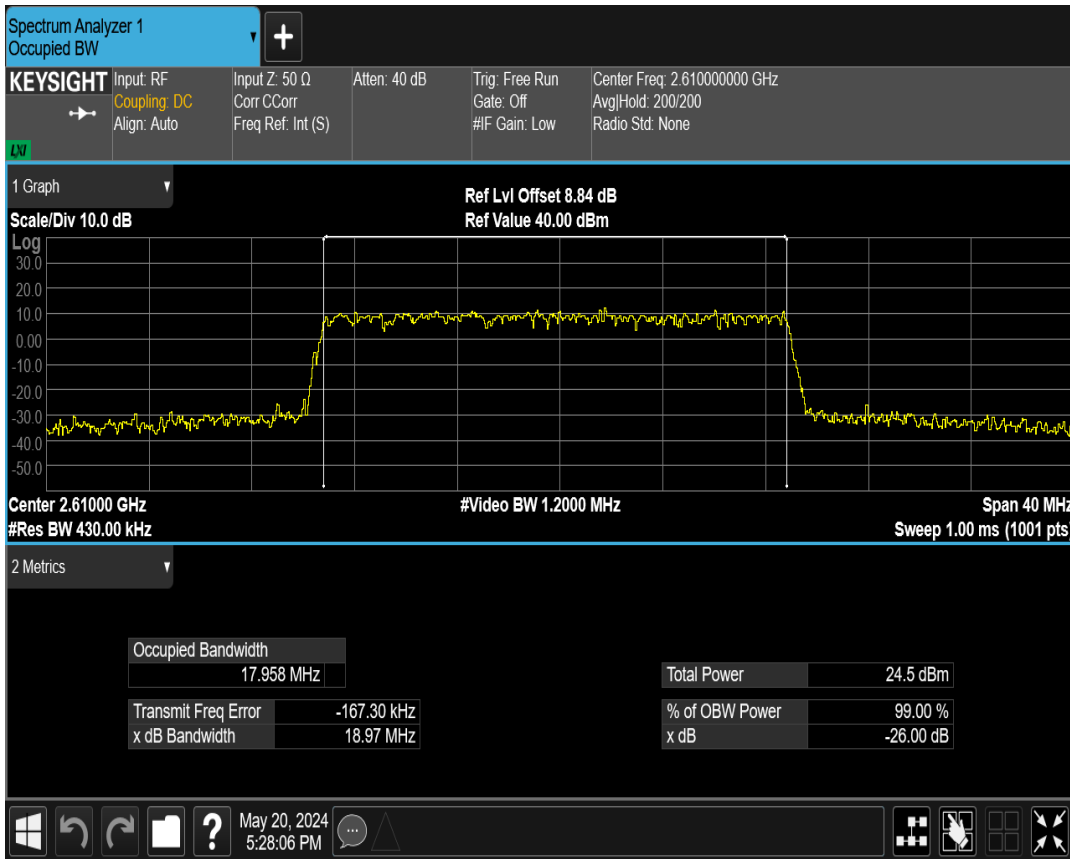 Spectrum Analyzer 1
Occupied BW
+
KEYSIGHT
LXI
Input: RF
Coupling: DC
Align: Auto
Input Z: 50 Ω
Corr CCorr
Freq Ref: Int (S)
Atten: 40 dB
Trig: Free Run
Gate: Off
#IF Gain: Low
Center Freq: 2.610000000 GHz
Avg|Hold: 200/200
Radio Std: None
1 Graph
Scale/Div 10.0 dB
Ref Lvl Offset 8.84 dB
Ref Value 40.00 dBm
Log
30.0
20.0
10.0
0.00
-10.0
-20.0
-30.0
-40.0
-50.0
Center 2.61000 GHz
#Video BW 1.2000 MHz
Span 40 MHz
#Res BW 430.00 kHz
Sweep 1.00 ms (1001 pts)
2 Metrics
Occupied Bandwidth
17.958 MHz
Total Power 24.5 dBm
Transmit Freq Error -167.30 kHz
% of OBW Power 99.00 %
x dB Bandwidth 18.97 MHz
x dB -26.00 dB
?
May 20, 2024
5:28:06 PM